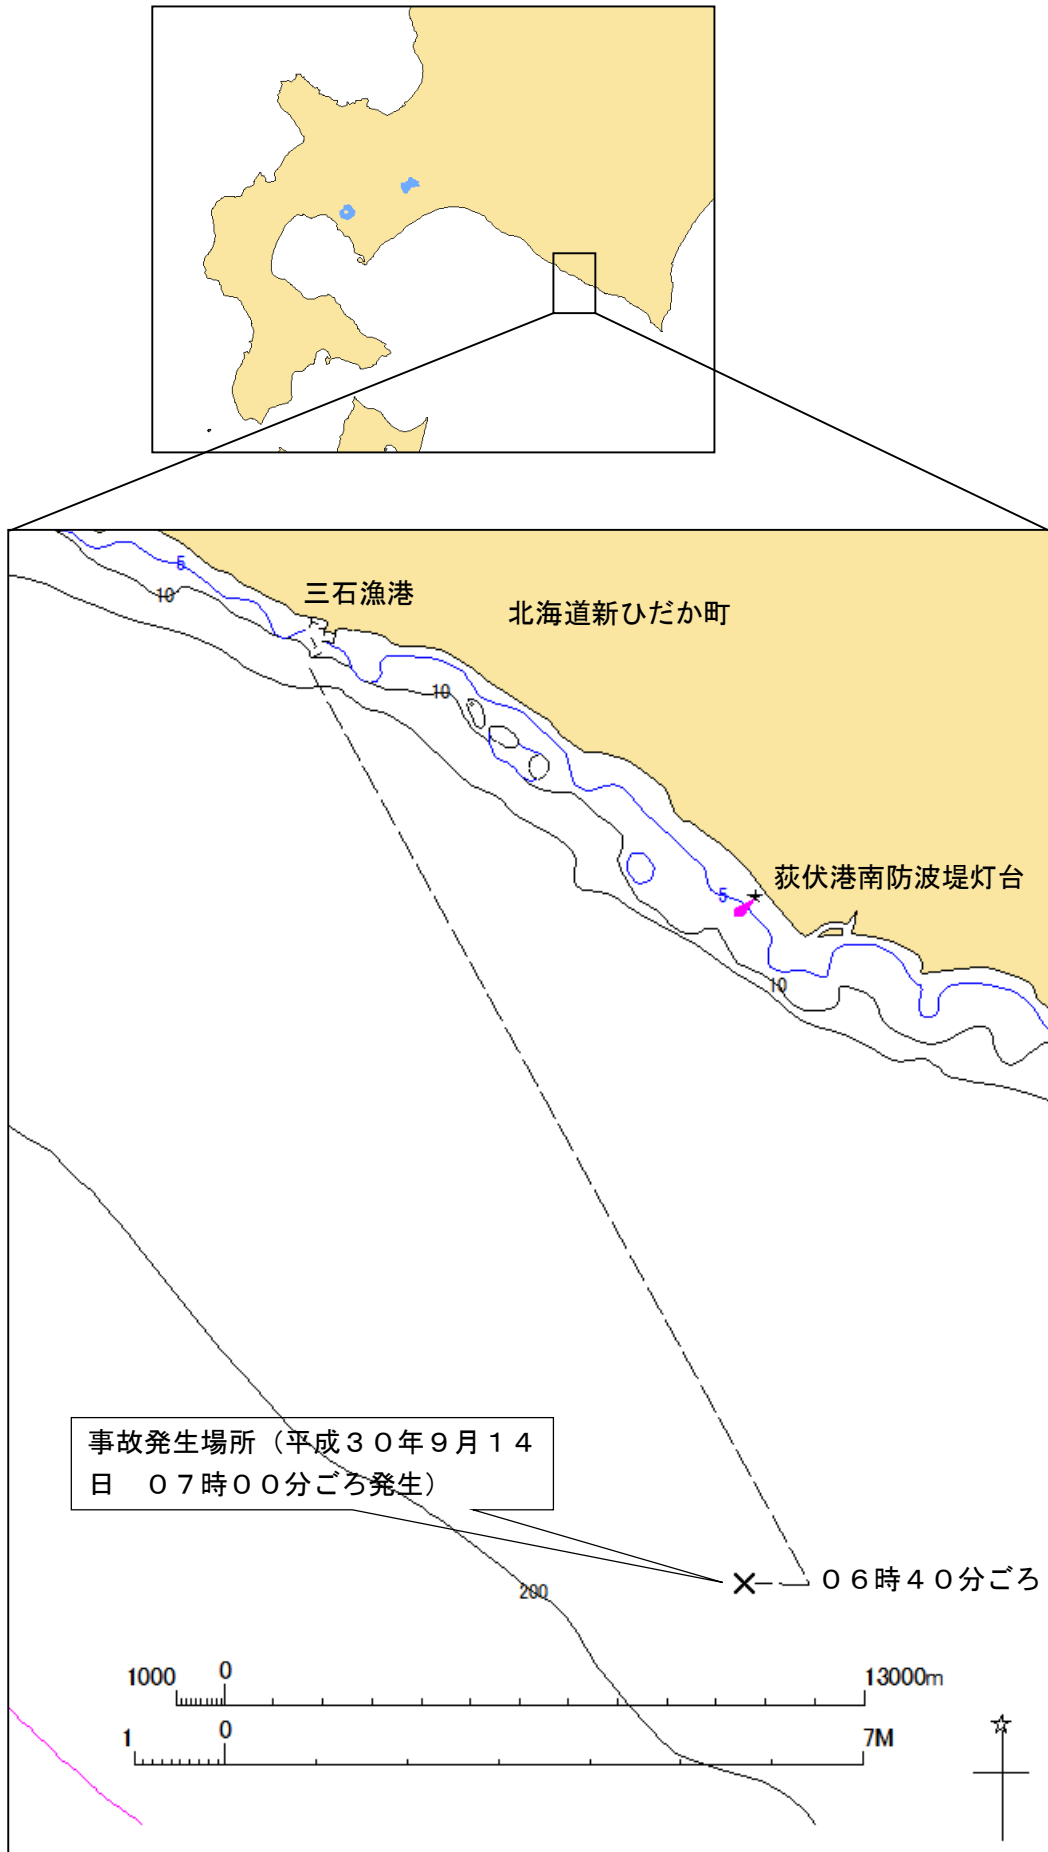 5
10
三石漁港
北海道新ひだか町
10
荻伏港南防波堤灯台
5
10
事故発生場所（平成３０年９月１４
日　０７時００分ごろ発生）
０６時４０分ごろ
200
1000 0 13000m
1 0 7M